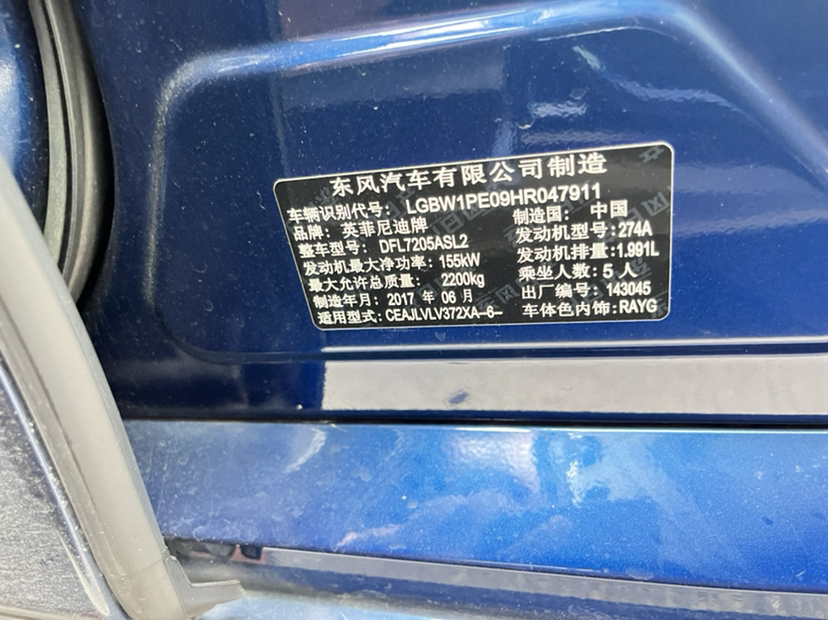 东风汽车有限公司制造
车辆识别代号: LGBW1PE09HR047911
品牌: 英菲尼迪牌 制造国: 中国
整车型号: DFL7205ASL2 发动机型号: 274A
发动机最大净功率: 155kW 发动机排量: 1.991L
最大允许总质量: 2200kg 乘坐人数: 5 人
制造年月: 2017 年 06 月 出厂编号: 143045
适用型式: CEAJLVLV372XA-6- 车体色内饰: RAYG